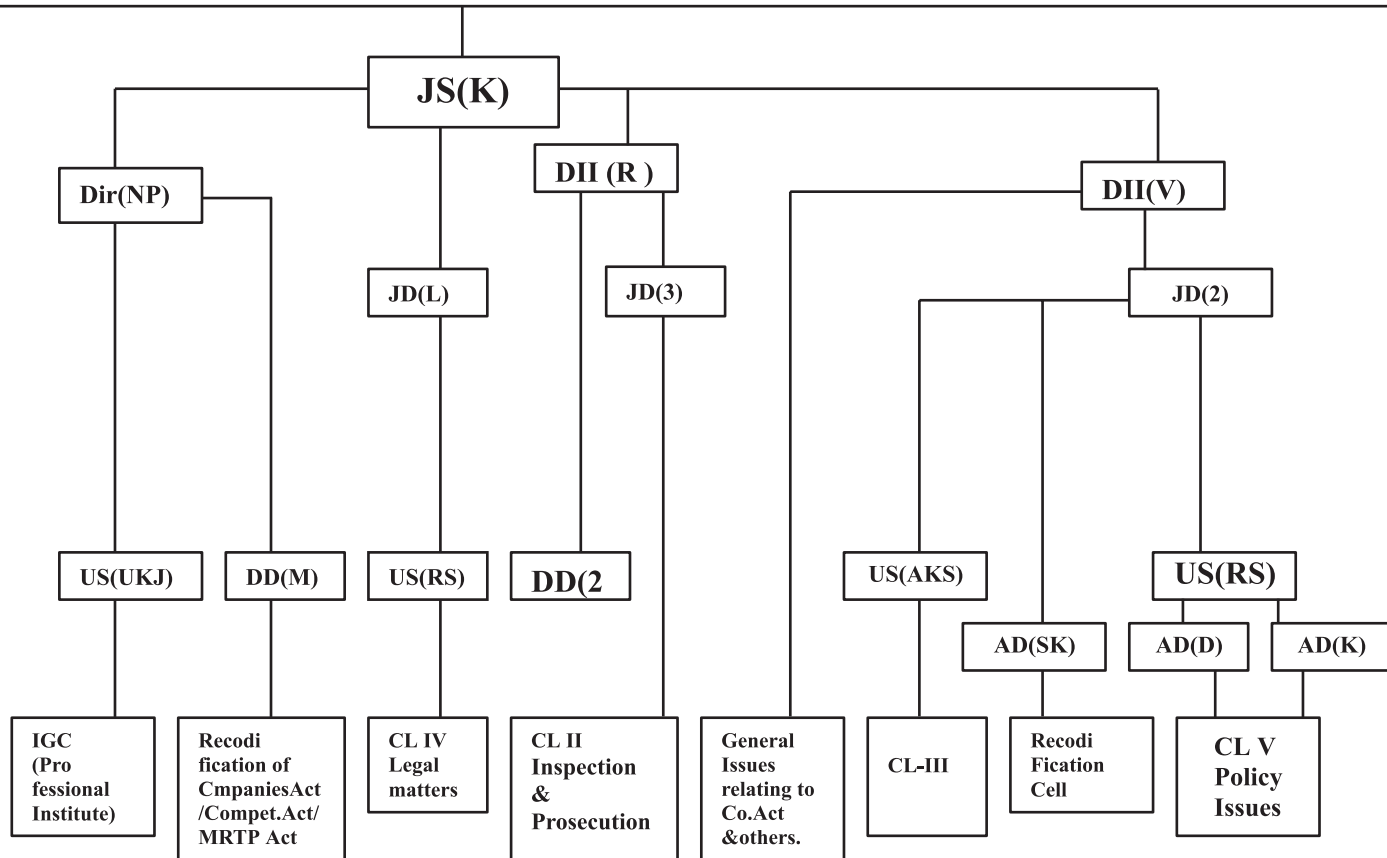 JS(K)
Dir(NP)
DII (R )
DII(V)
JD(L)
JD(3)
JD(2)
US(UKJ)
DD(M)
US(RS)
DD(2
US(AKS)
US(RS)
AD(SK)
AD(D)
AD(K)
IGC
(Pro
fessional
Institute)
Recodi
fication of
CmpaniesAct
/Compet.Act/
MRTP Act
CL IV
Legal
matters
CL II
Inspection
&
Prosecution
General
Issues
relating to
Co.Act
&others.
CL-III
Recodi
Fication
Cell
CL V
Policy
Issues